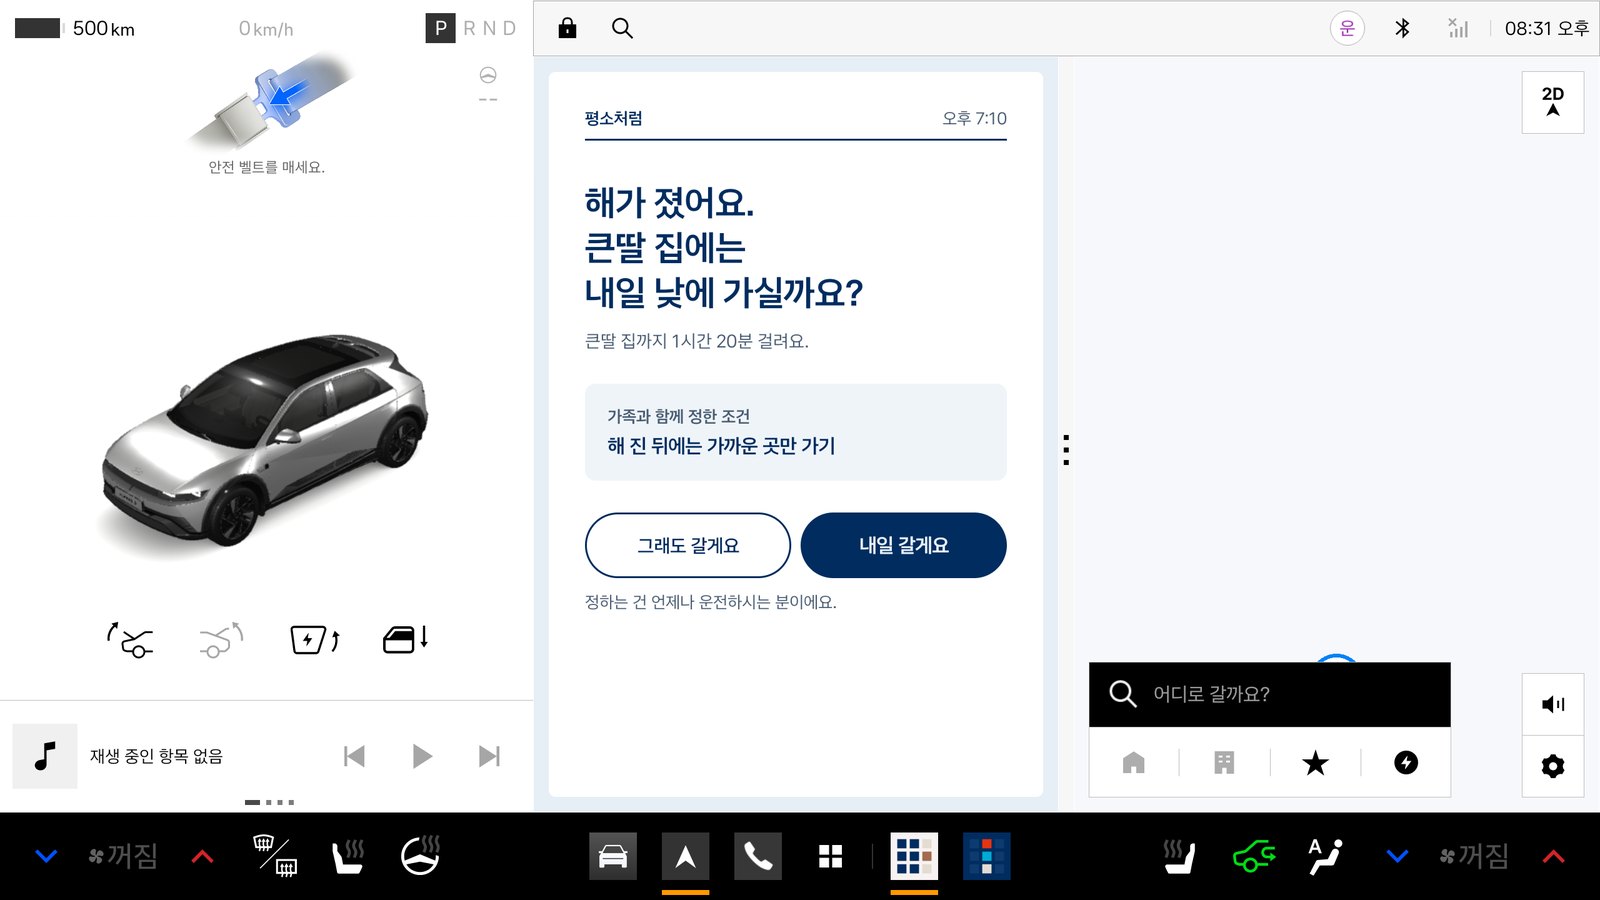 500 km
0 km/h
P R N D
운
08:31 오후
--
안전 벨트를 매세요.
평소처럼
오후 7:10
해가 졌어요.
큰딸 집에는
내일 낮에 가실까요?
큰딸 집까지 1시간 20분 걸려요.
가족과 함께 정한 조건
해 진 뒤에는 가까운 곳만 가기
그래도 갈게요
내일 갈게요
정하는 건 언제나 운전하시는 분이에요.
2D
어디로 갈까요?
재생 중인 항목 없음
꺼짐
A
꺼짐